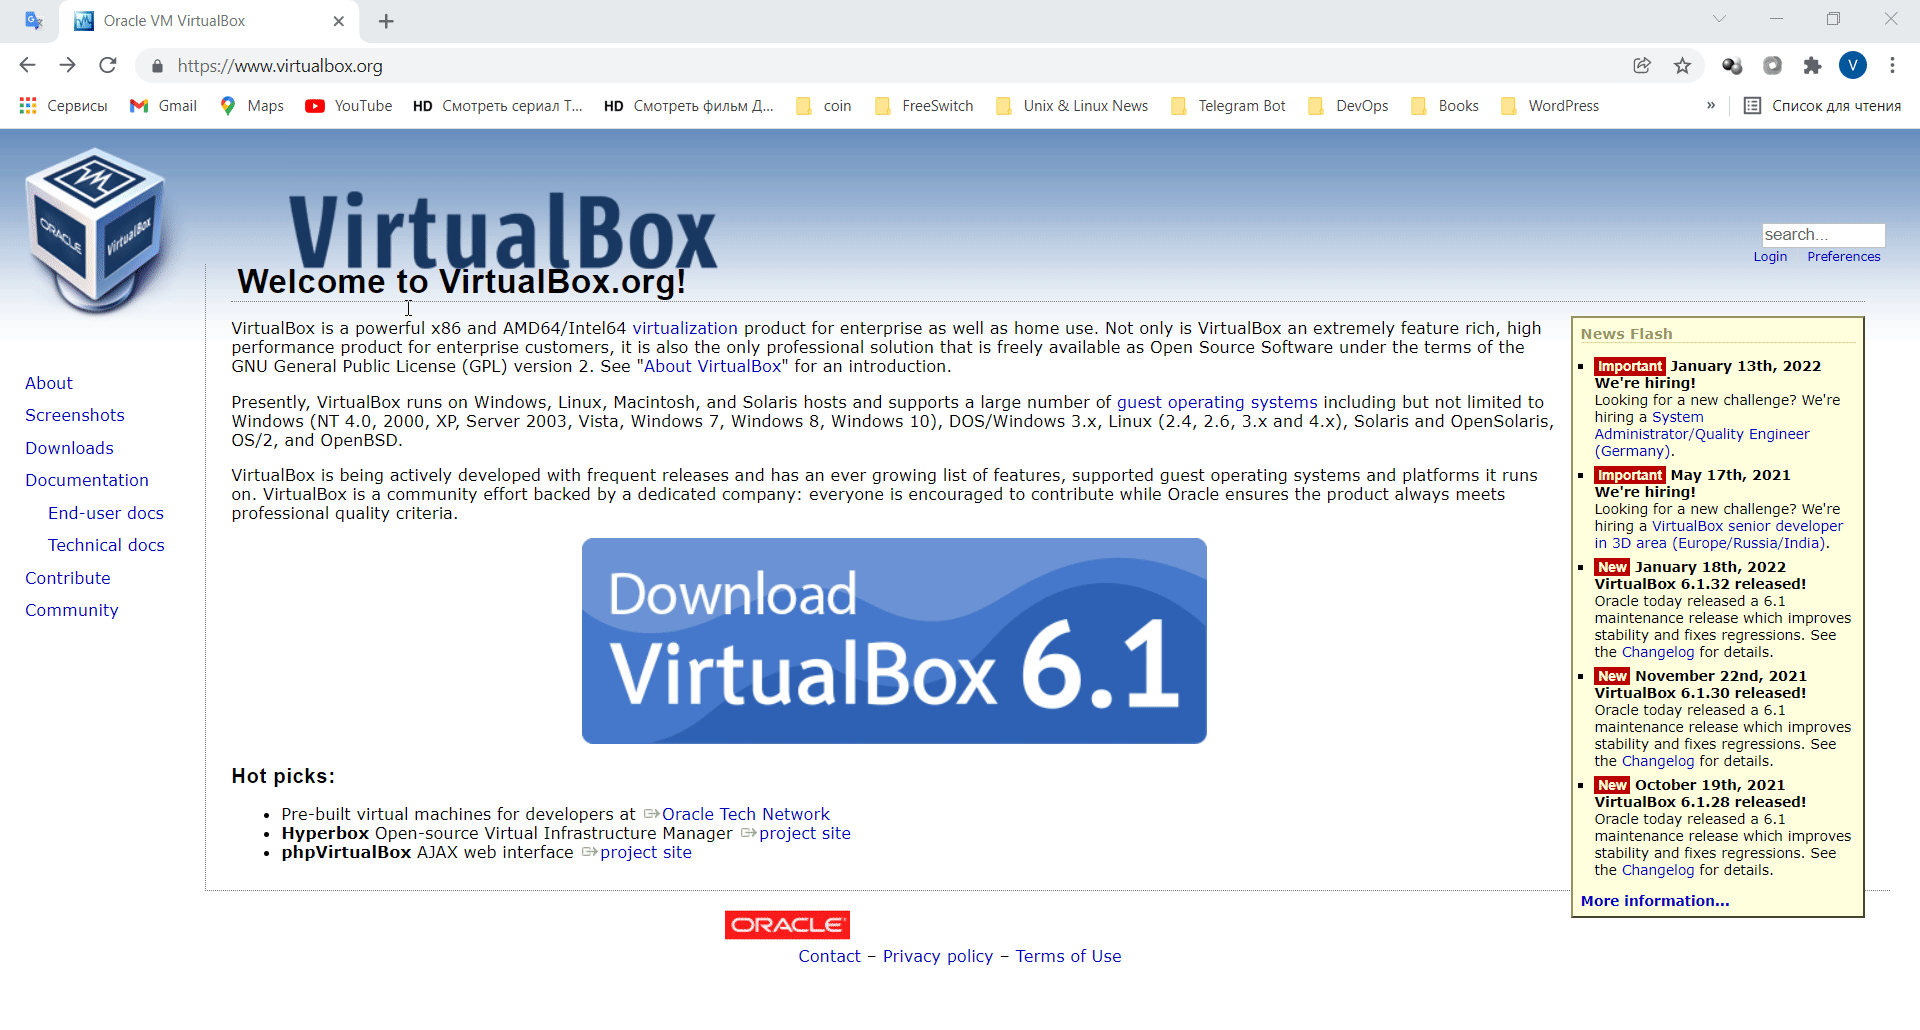 Oracle VM VirtualBox
https://www.virtualbox.org
V
Сервисы
Gmail
Maps
YouTube
HD Смотреть сериал Т...
HD Смотреть фильм Д...
coin
FreeSwitch
Unix & Linux News
Telegram Bot
DevOps
Books
WordPress
»
Список для чтения
ORACLE
VirtualBox
VirtualBox
search...
Login Preferences
Welcome to VirtualBox.org!
About
Screenshots
Downloads
Documentation
End-user docs
Technical docs
Contribute
Community
VirtualBox is a powerful x86 and AMD64/Intel64 virtualization product for enterprise as well as home use. Not only is VirtualBox an extremely feature rich, high
performance product for enterprise customers, it is also the only professional solution that is freely available as Open Source Software under the terms of the
GNU General Public License (GPL) version 2. See "About VirtualBox" for an introduction.
Presently, VirtualBox runs on Windows, Linux, Macintosh, and Solaris hosts and supports a large number of guest operating systems including but not limited to
Windows (NT 4.0, 2000, XP, Server 2003, Vista, Windows 7, Windows 8, Windows 10), DOS/Windows 3.x, Linux (2.4, 2.6, 3.x and 4.x), Solaris and OpenSolaris,
OS/2, and OpenBSD.
VirtualBox is being actively developed with frequent releases and has an ever growing list of features, supported guest operating systems and platforms it runs
on. VirtualBox is a community effort backed by a dedicated company: everyone is encouraged to contribute while Oracle ensures the product always meets
professional quality criteria.
Download
VirtualBox 6.1
Hot picks:
Pre-built virtual machines for developers at Oracle Tech Network
Hyperbox Open-source Virtual Infrastructure Manager project site
phpVirtualBox AJAX web interface project site
News Flash
Important January 13th, 2022
We're hiring!
Looking for a new challenge? We're
hiring a System
Administrator/Quality Engineer
(Germany).
Important May 17th, 2021
We're hiring!
Looking for a new challenge? We're
hiring a VirtualBox senior developer
in 3D area (Europe/Russia/India).
New January 18th, 2022
VirtualBox 6.1.32 released!
Oracle today released a 6.1
maintenance release which improves
stability and fixes regressions. See
the Changelog for details.
New November 22nd, 2021
VirtualBox 6.1.30 released!
Oracle today released a 6.1
maintenance release which improves
stability and fixes regressions. See
the Changelog for details.
New October 19th, 2021
VirtualBox 6.1.28 released!
Oracle today released a 6.1
maintenance release which improves
stability and fixes regressions. See
the Changelog for details.
More information...
ORACLE
Contact – Privacy policy – Terms of Use